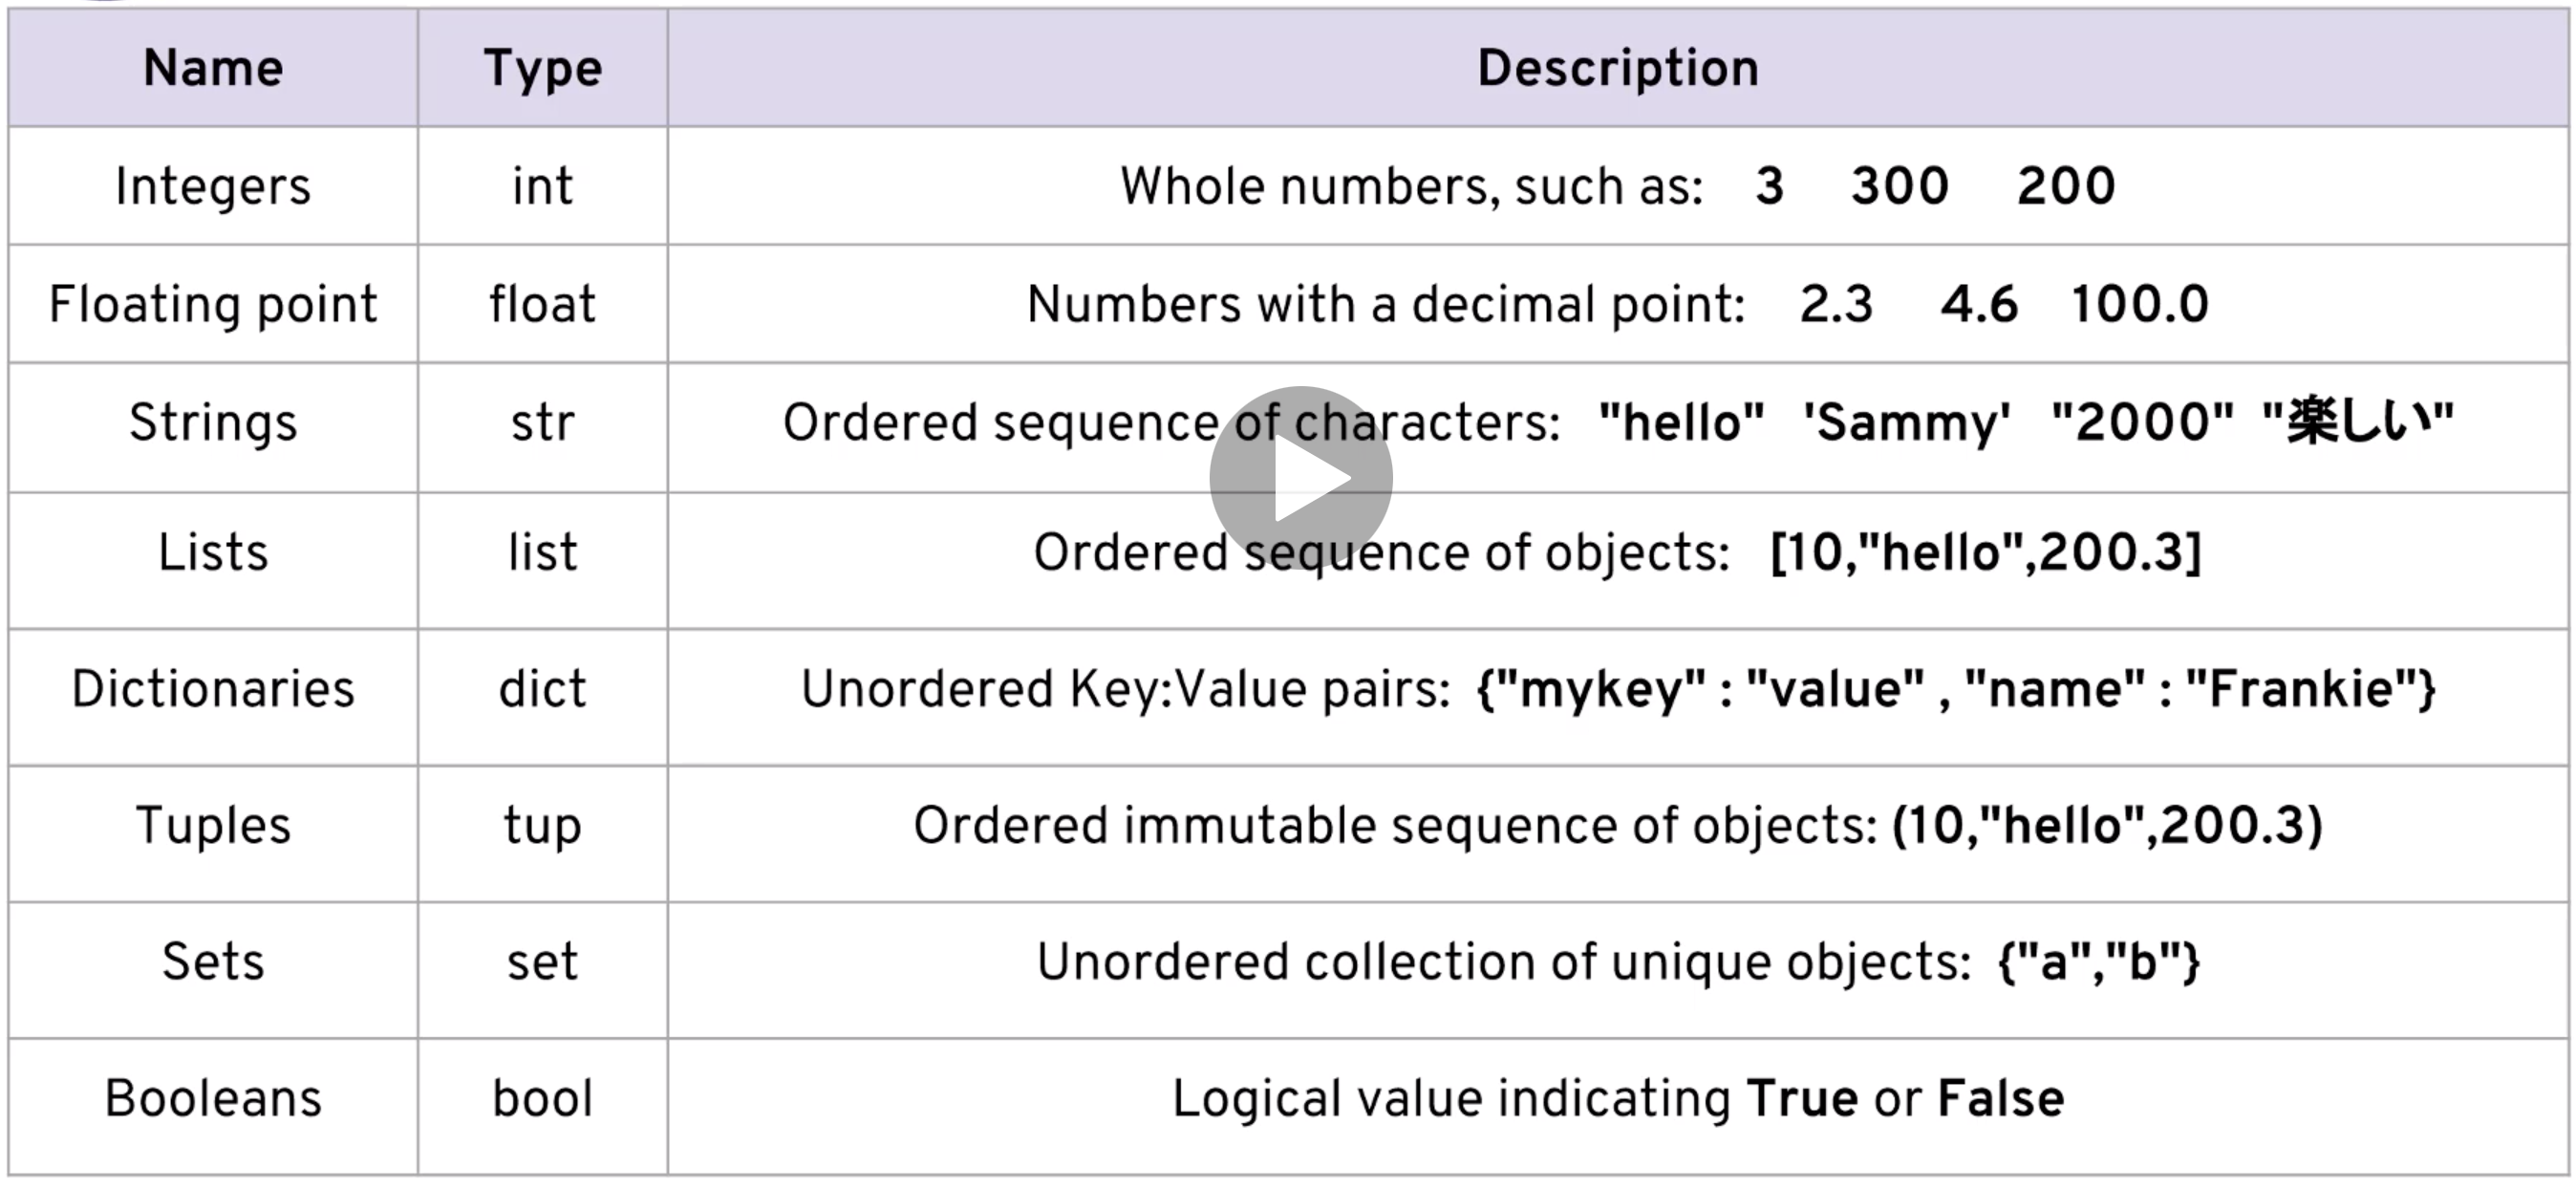 Name Type Description
Integers int Whole numbers, such as: 3 300 200
Floating point float Numbers with a decimal point: 2.3 4.6 100.0
Strings str Ordered sequence of characters: "hello" 'Sammy' "2000" "楽しい"
Lists list Ordered sequence of objects: [10,"hello",200.3]
Dictionaries dict Unordered Key:Value pairs: {"mykey" : "value" , "name" : "Frankie"}
Tuples tup Ordered immutable sequence of objects: (10,"hello",200.3)
Sets set Unordered collection of unique objects: {"a","b"}
Booleans bool Logical value indicating True or False